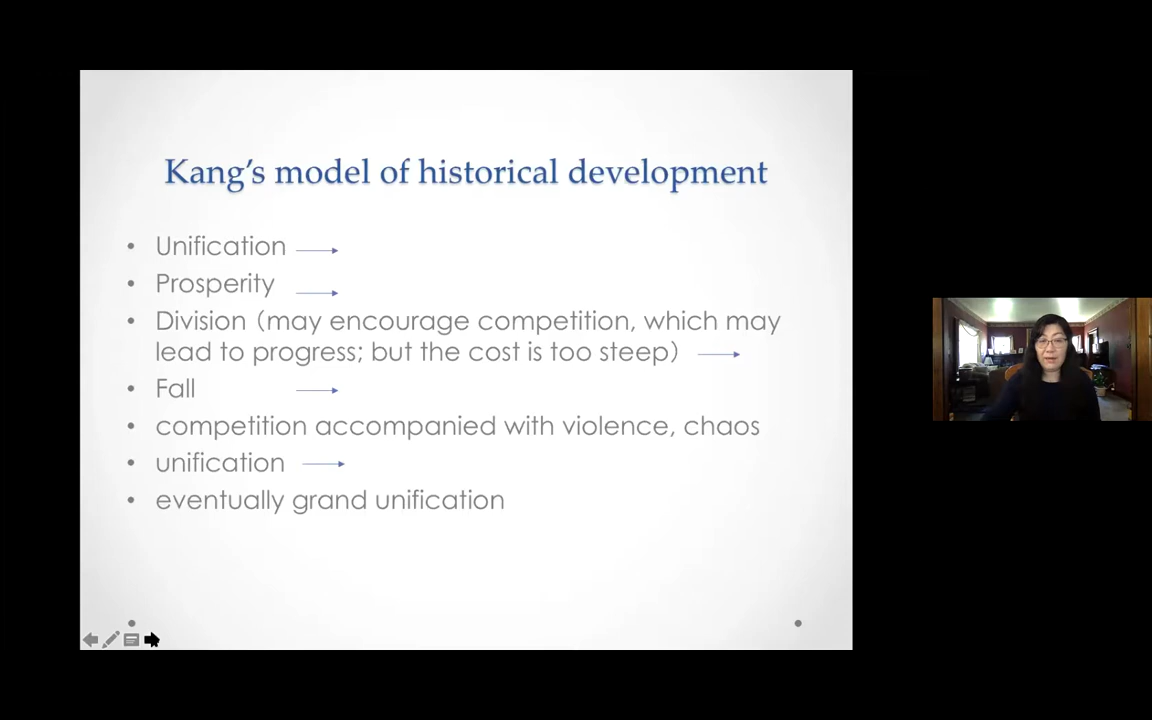 Kang's model of historical development
• Unification
• Prosperity
• Division (may encourage competition, which may
lead to progress; but the cost is too steep)
• Fall
• competition accompanied with violence, chaos
• unification
• eventually grand unification